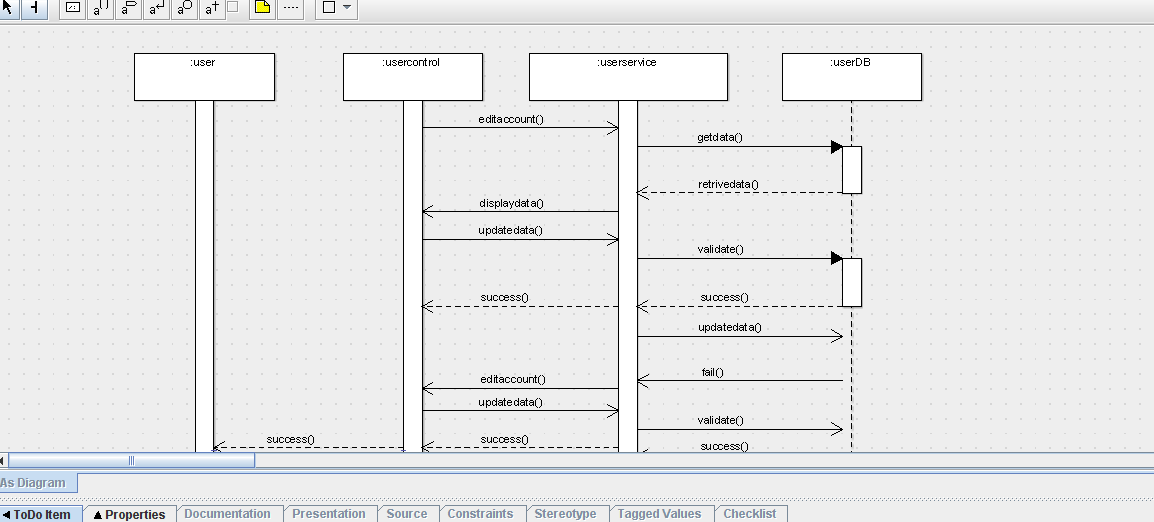 :user
:usercontrol
:userservice
:userDB
editaccount()
getdata()
retrivedata()
displaydata()
updatedata()
validate()
success()
success()
updatedata()
fail()
editaccount()
updatedata()
validate()
success()
success()
success()
As Diagram
ToDo Item
Properties
Documentation
Presentation
Source
Constraints
Stereotype
Tagged Values
Checklist